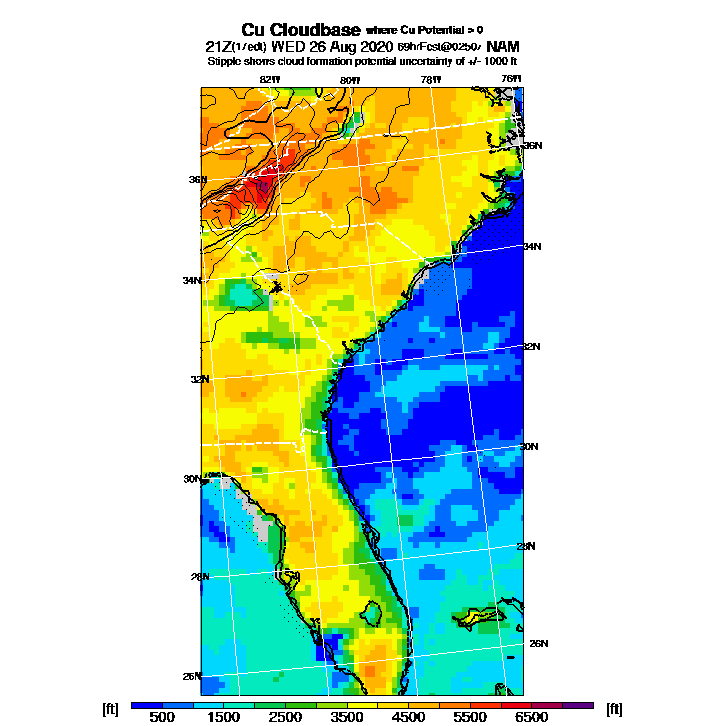 Cu Cloudbase where Cu Potential > 0
21Z(17edt) WED 26 Aug 2020 69hrFcst@0250z NAM
Stipple shows cloud formation potential uncertainty of +/- 1000 ft
82W 80W 78W 76W
36N
36N
34N
34N
32N
32N
30N
30N
28N
28N
26N
26N
[ft] 500 1500 2500 3500 4500 5500 6500 [ft]